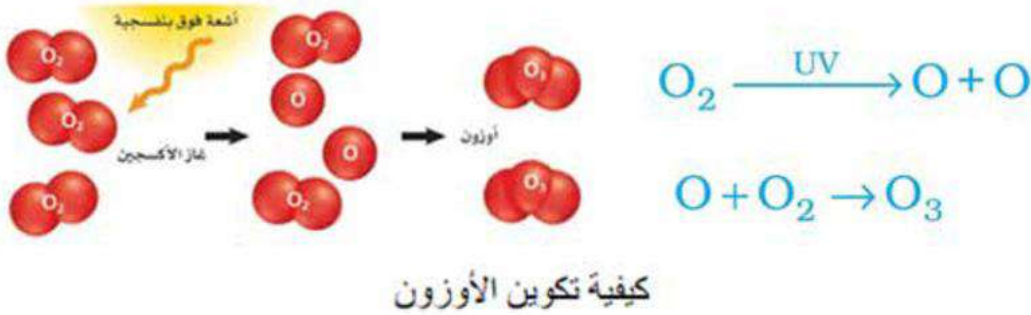 أشعة فوق بنفسجية
O₂
O₂
غاز الأكسجين
O₂
O₂
O
O
O₂
O₃
أوزون
O₃
O₂ UV → O + O
O + O₂ → O₃
كيفية تكوين الأوزون